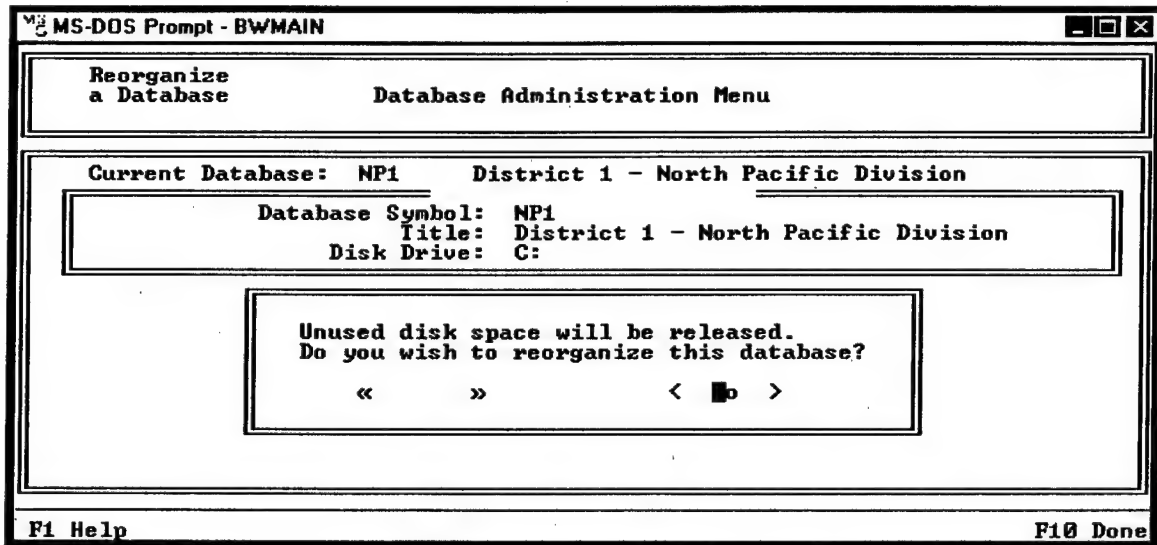 MS-DOS Prompt - BWMAIN
Reorganize
a Database Database Administration Menu
Current Database: NP1 District 1 - North Pacific Division
Database Symbol: NP1
Title: District 1 - North Pacific Division
Disk Drive: C:
Unused disk space will be released.
Do you wish to reorganize this database?
« » < No >
F1 Help F10 Done